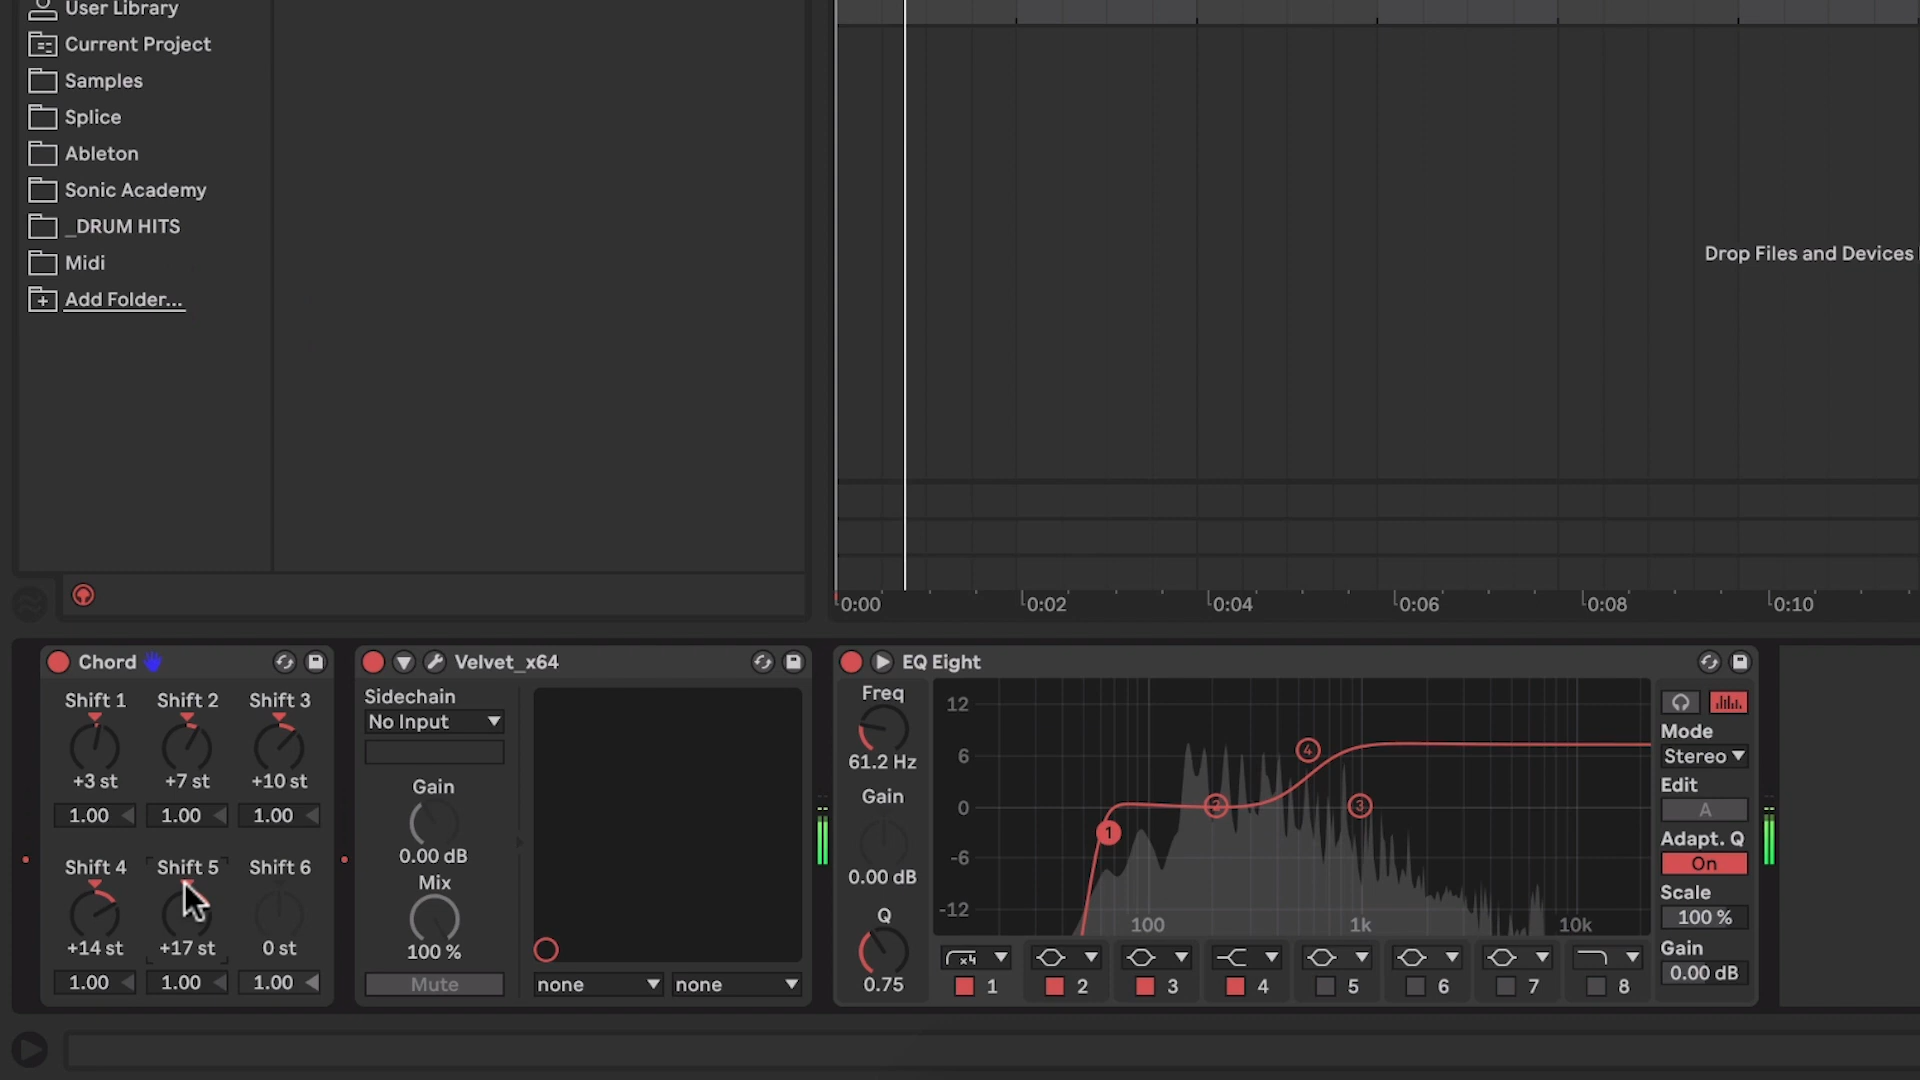 User Library
Current Project
Samples
Splice
Ableton
Sonic Academy
_DRUM HITS
Midi
Add Folder...
Drop Files and Devices
0:00 0:02 0:04 0:06 0:08 0:10
Chord
Shift 1 Shift 2 Shift 3
+3 st +7 st +10 st
1.00 1.00 1.00
Shift 4 Shift 5 Shift 6
+14 st +17 st 0 st
1.00 1.00 1.00
Velvet_x64
Sidechain
No Input
Gain
0.00 dB
Mix
100 %
Mute
none none
EQ Eight
Freq
61.2 Hz
Gain
0.00 dB
Q
0.75
12
6
0
-6
-12
100 1k 10k
1 2 3 4
x4
1 2 3 4 5 6 7 8
Mode
Stereo
Edit
A
Adapt. Q
On
Scale
100 %
Gain
0.00 dB